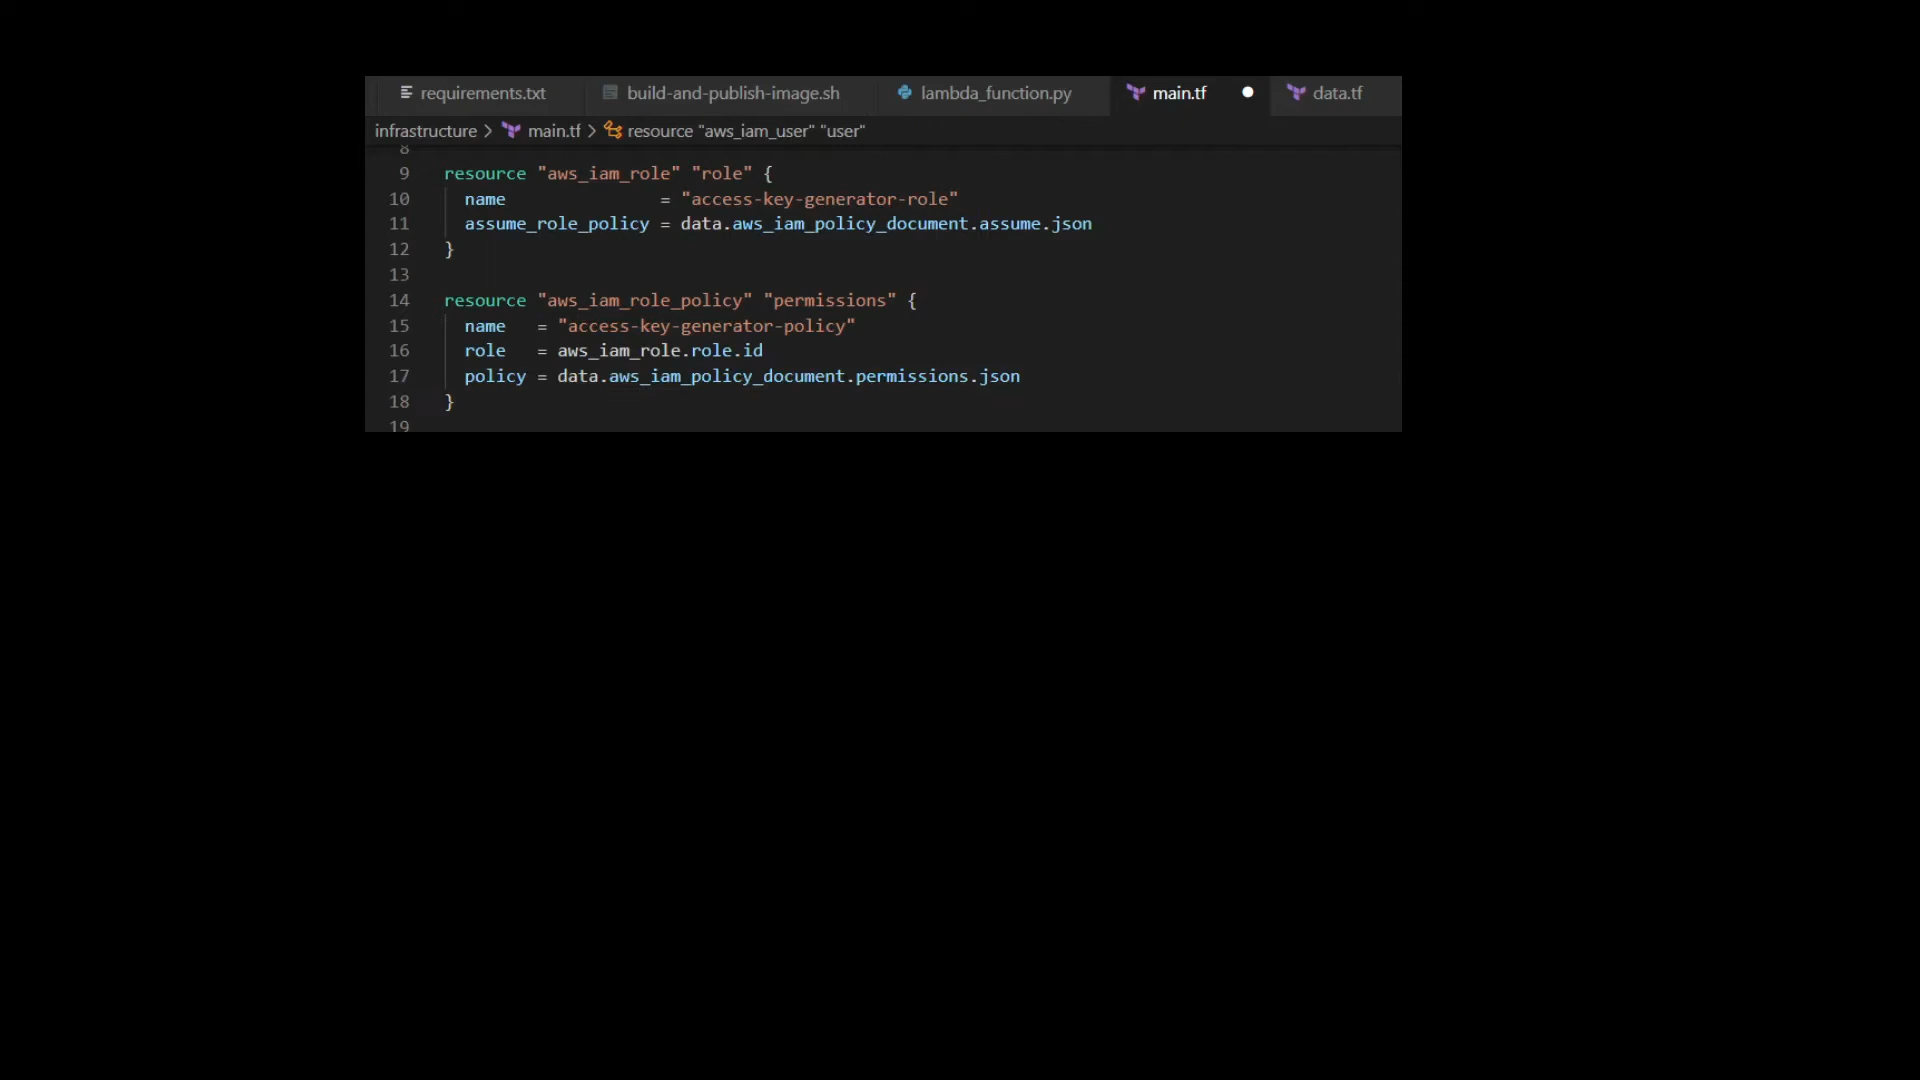 requirements.txt build-and-publish-image.sh lambda_function.py main.tf data.tf
infrastructure > main.tf > resource "aws_iam_user" "user"
8
9 resource "aws_iam_role" "role" {
10 name = "access-key-generator-role"
11 assume_role_policy = data.aws_iam_policy_document.assume.json
12 }
13
14 resource "aws_iam_role_policy" "permissions" {
15 name = "access-key-generator-policy"
16 role = aws_iam_role.role.id
17 policy = data.aws_iam_policy_document.permissions.json
18 }
19